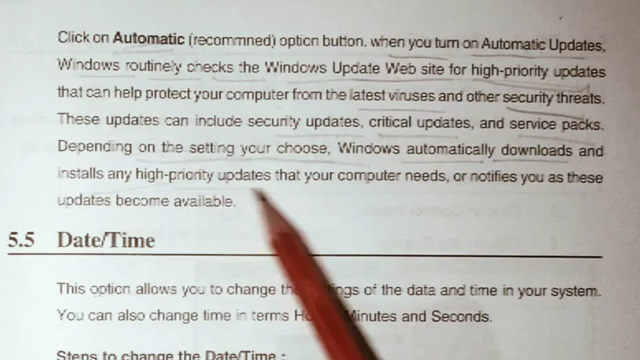 Click on Automatic (recommned) option button. when you turn on Automatic Updates,
Windows routinely checks the Windows Update Web site for high-priority updates
that can help protect your computer from the latest viruses and other security threats.
These updates can include security updates, critical updates, and service packs.
Depending on the setting your choose, Windows automatically downloads and
installs any high-priority updates that your computer needs, or notifies you as these
updates become available.
5.5 Date/Time
This option allows you to change the of the data and time in your system.
You can also change time in terms Minutes and Seconds.
Steps to change the Date/Time :